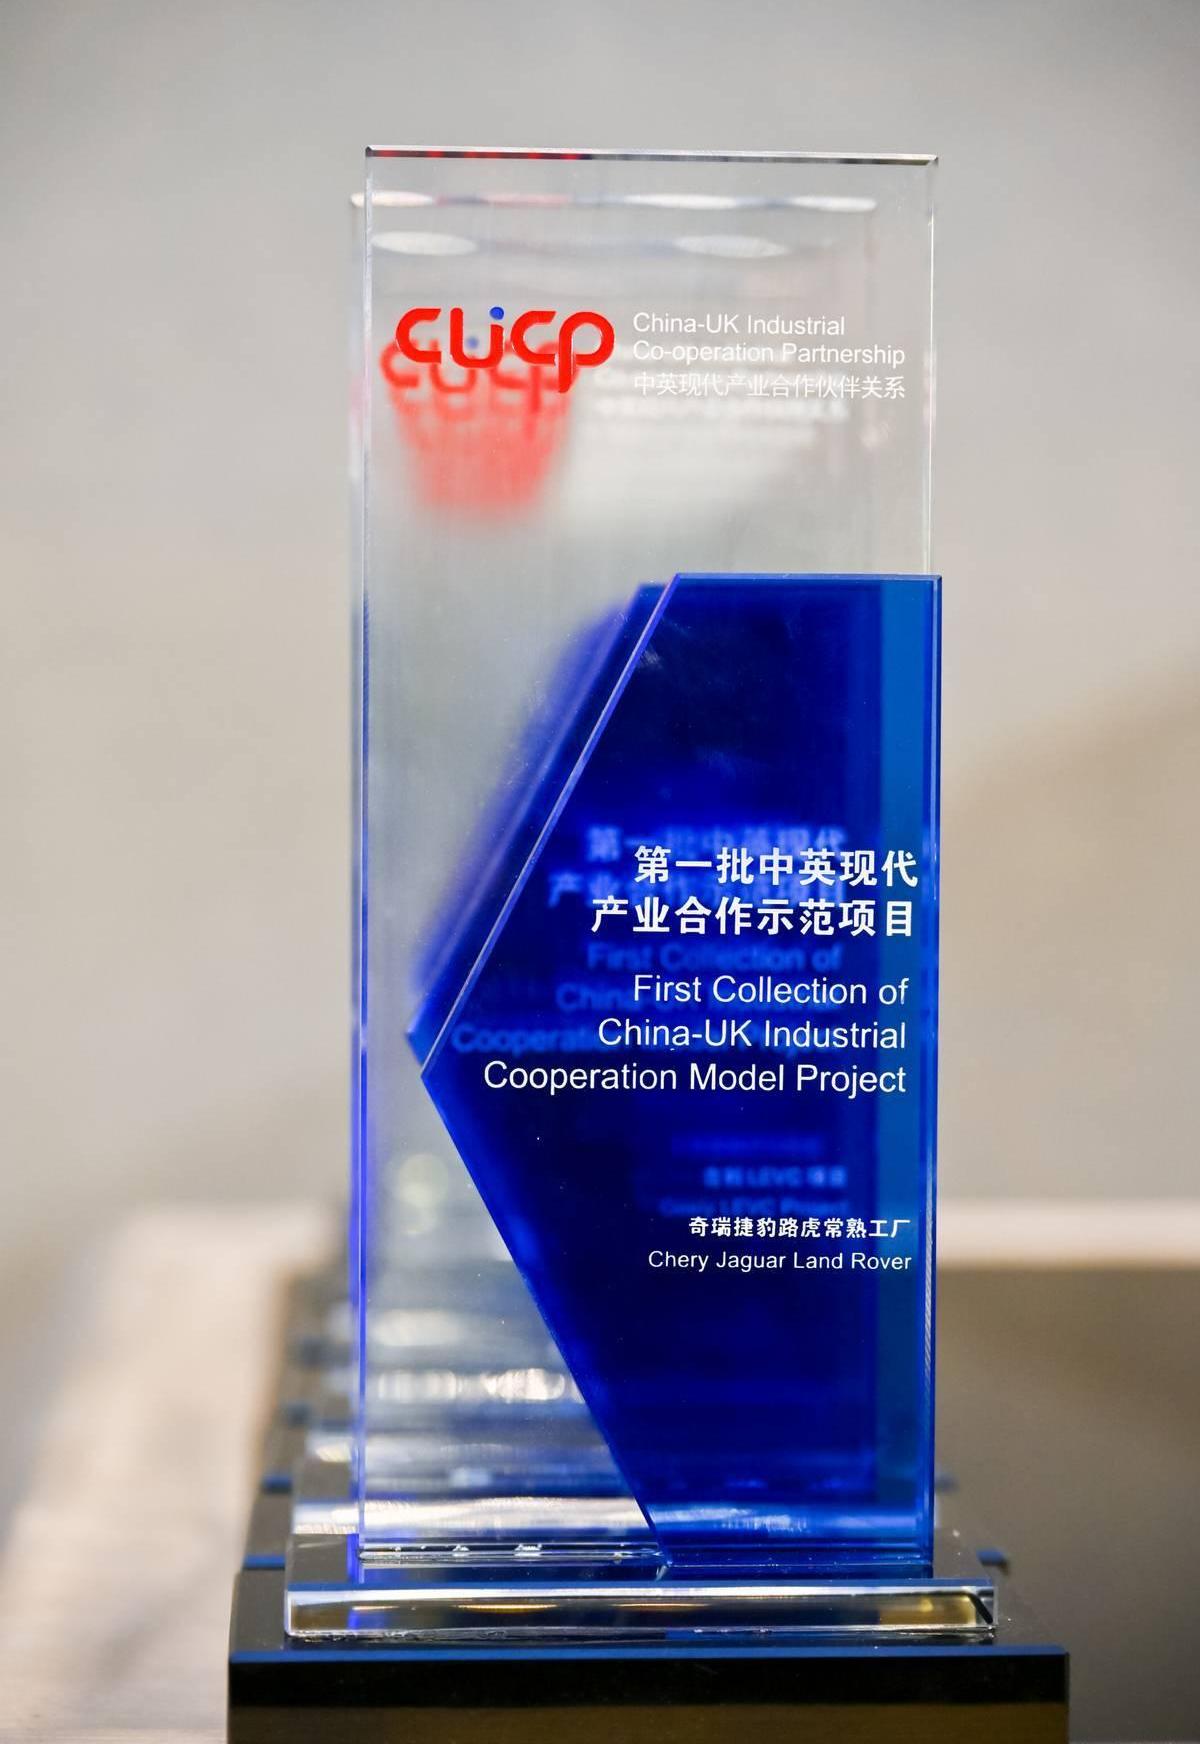 cuicp
China-UK Industrial
Co-operation Partnership
中英现代产业合作伙伴关系
第一批中英现代
产业合作示范项目
First Collection of
China-UK Industrial
Cooperation Model Project
奇瑞捷豹路虎常熟工厂
Chery Jaguar Land Rover